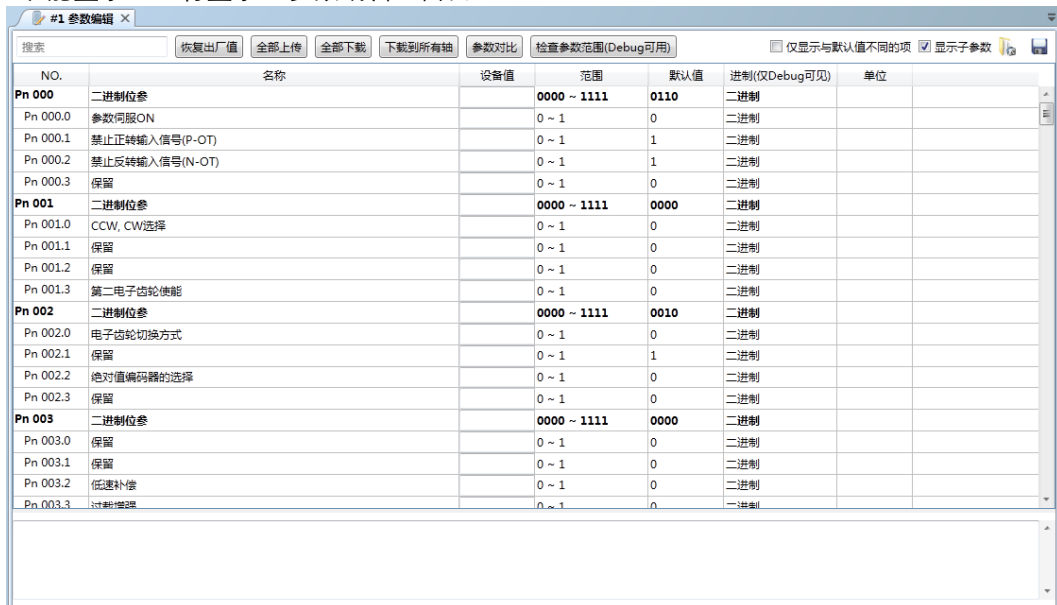 #1 参数编辑 ×
搜索 恢复出厂值 全部上传 全部下载 下载到所有轴 参数对比 检查参数范围(Debug可用) 仅显示与默认值不同的项 显示子参数
NO. 名称 设备值 范围 默认值 进制(仅Debug可见) 单位
Pn 000 二进制位参 0000 ~ 1111 0110 二进制
Pn 000.0 参数伺服ON 0 ~ 1 0 二进制
Pn 000.1 禁止正转输入信号(P-OT) 0 ~ 1 1 二进制
Pn 000.2 禁止反转输入信号(N-OT) 0 ~ 1 1 二进制
Pn 000.3 保留 0 ~ 1 0 二进制
Pn 001 二进制位参 0000 ~ 1111 0000 二进制
Pn 001.0 CCW, CW选择 0 ~ 1 0 二进制
Pn 001.1 保留 0 ~ 1 0 二进制
Pn 001.2 保留 0 ~ 1 0 二进制
Pn 001.3 第二电子齿轮使能 0 ~ 1 0 二进制
Pn 002 二进制位参 0000 ~ 1111 0010 二进制
Pn 002.0 电子齿轮切换方式 0 ~ 1 0 二进制
Pn 002.1 保留 0 ~ 1 1 二进制
Pn 002.2 绝对值编码器的选择 0 ~ 1 0 二进制
Pn 002.3 保留 0 ~ 1 0 二进制
Pn 003 二进制位参 0000 ~ 1111 0000 二进制
Pn 003.0 保留 0 ~ 1 0 二进制
Pn 003.1 保留 0 ~ 1 0 二进制
Pn 003.2 低速补偿 0 ~ 1 0 二进制
Pn 003.3 过载增强 0 ~ 1 0 二进制